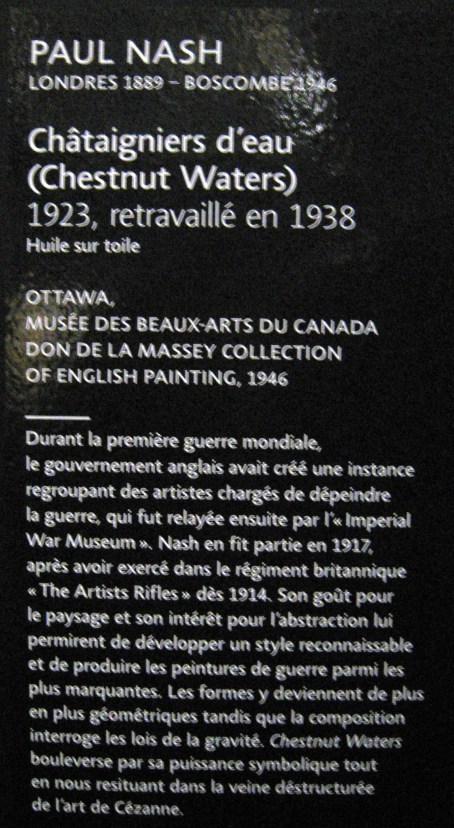 PAUL NASH
LONDRES 1889 – BOSCOMBE 1946
Châtaigniers d'eau
(Chestnut Waters)
1923, retravaillé en 1938
Huile sur toile
OTTAWA,
MUSÉE DES BEAUX-ARTS DU CANADA
DON DE LA MASSEY COLLECTION
OF ENGLISH PAINTING, 1946
Durant la première guerre mondiale,
le gouvernement anglais avait créé une instance
regroupant des artistes chargés de dépeindre
la guerre, qui fut relayée ensuite par l'« Imperial
War Museum ». Nash en fit partie en 1917,
après avoir exercé dans le régiment britannique
« The Artists Rifles » dès 1914. Son goût pour
le paysage et son intérêt pour l'abstraction lui
permirent de développer un style reconnaissable
et de produire les peintures de guerre parmi les
plus marquantes. Les formes y deviennent de plus
en plus géométriques tandis que la composition
interroge les lois de la gravité. Chestnut Waters
bouleverse par sa puissance symbolique tout
en nous resituant dans la veine déstructurée
de l'art de Cézanne.